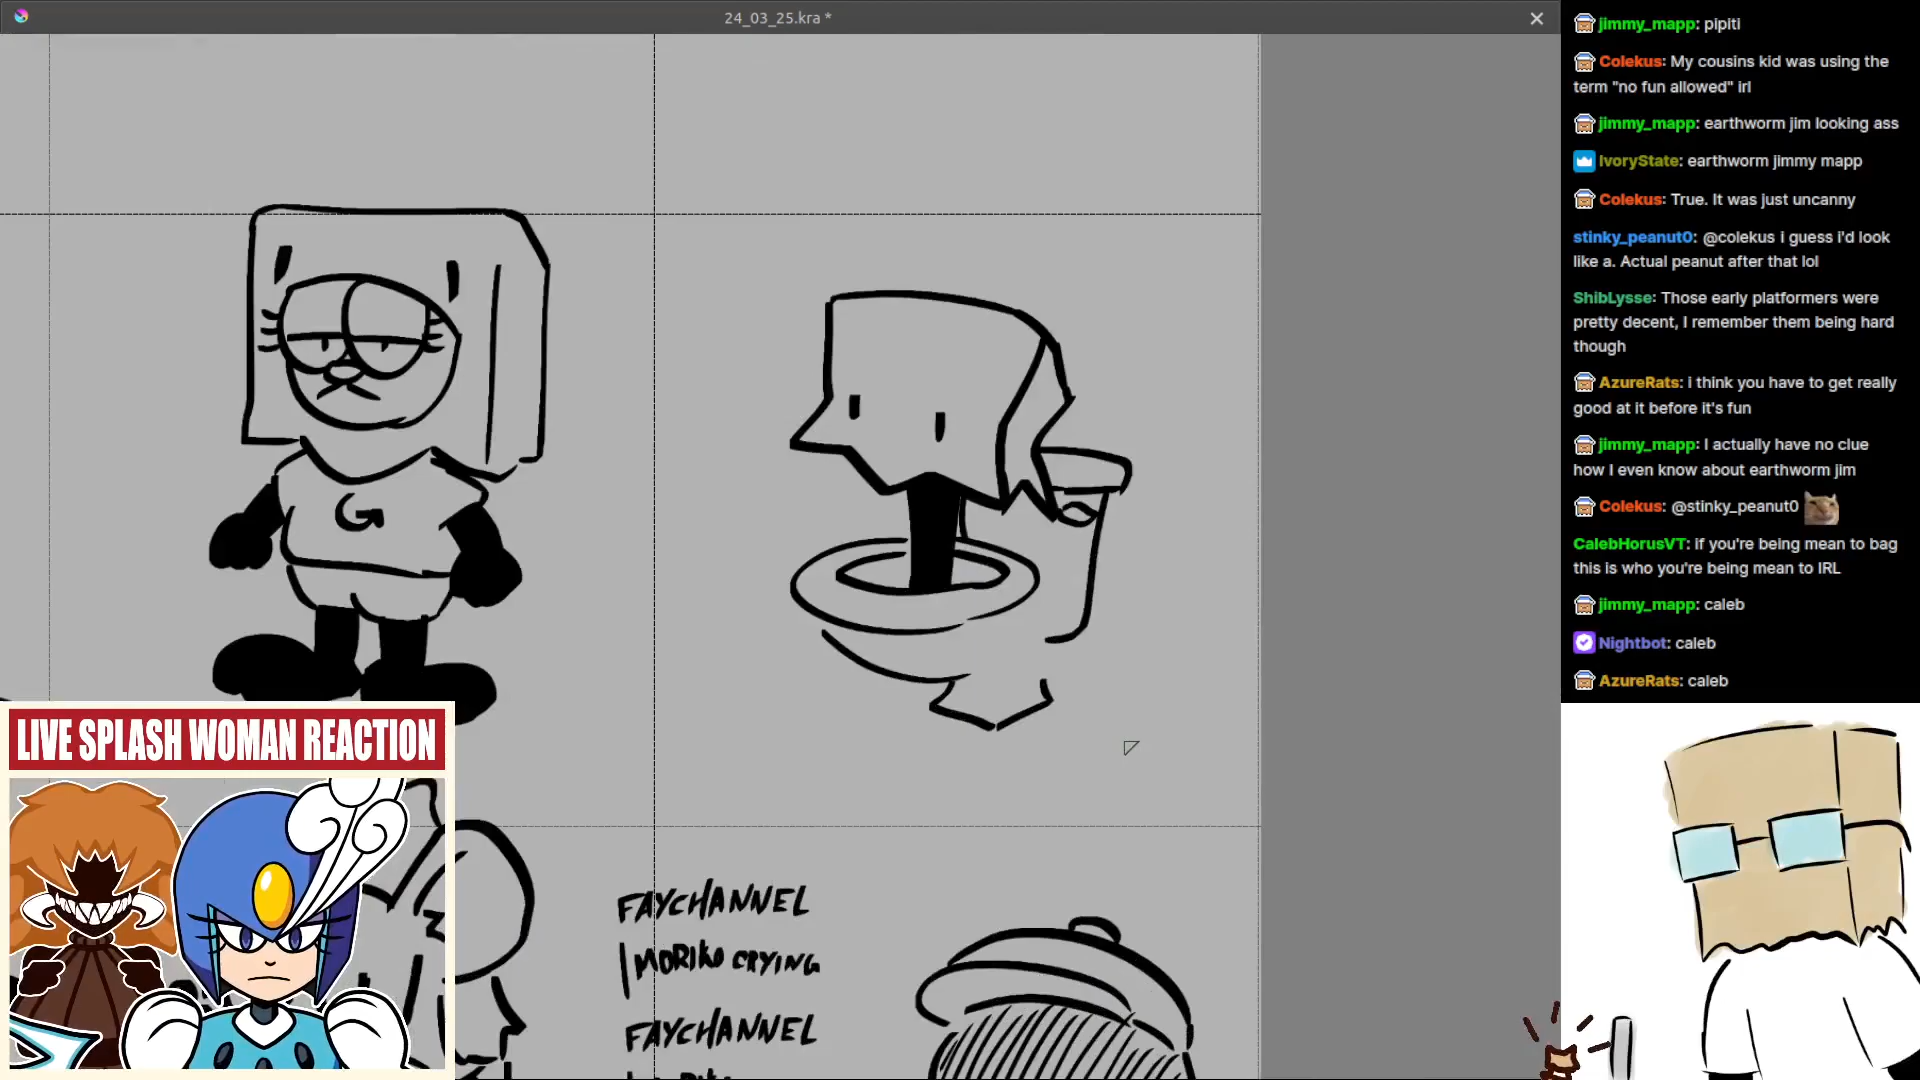 24_03_25.kra *
jimmy_mapp: pipiti
Colekus: My cousins kid was using the
term "no fun allowed" irl
jimmy_mapp: earthworm jim looking ass
IvoryState: earthworm jimmy mapp
Colekus: True. It was just uncanny
stinky_peanut0: @colekus i guess i'd look
like a. Actual peanut after that lol
ShibLysse: Those early platformers were
pretty decent, I remember them being hard
though
AzureRats: i think you have to get really
good at it before it's fun
jimmy_mapp: I actually have no clue
how I even know about earthworm jim
Colekus: @stinky_peanut0
CalebHorusVT: if you're being mean to bag
this is who you're being mean to IRL
jimmy_mapp: caleb
Nightbot: caleb
AzureRats: caleb
G
LIVE SPLASH WOMAN REACTION
FAYCHANNEL
MORIKO CRYING
FAYCHANNEL